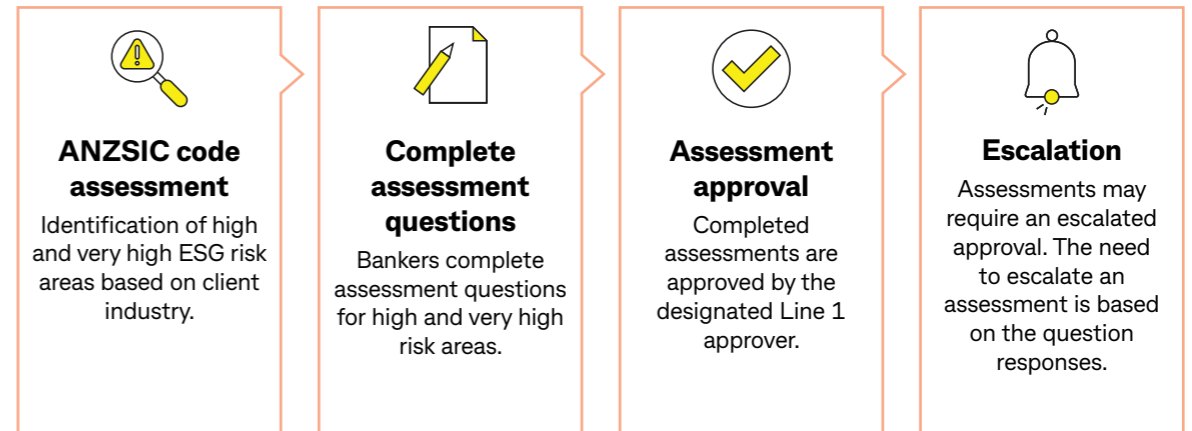 ANZSIC code
assessment
Identification of high
and very high ESG risk
areas based on client
industry.
Complete
assessment
questions
Bankers complete
assessment questions
for high and very high
risk areas.
Assessment
approval
Completed
assessments are
approved by the
designated Line 1
approver.
Escalation
Assessments may
require an escalated
approval. The need
to escalate an
assessment is based
on the question
responses.